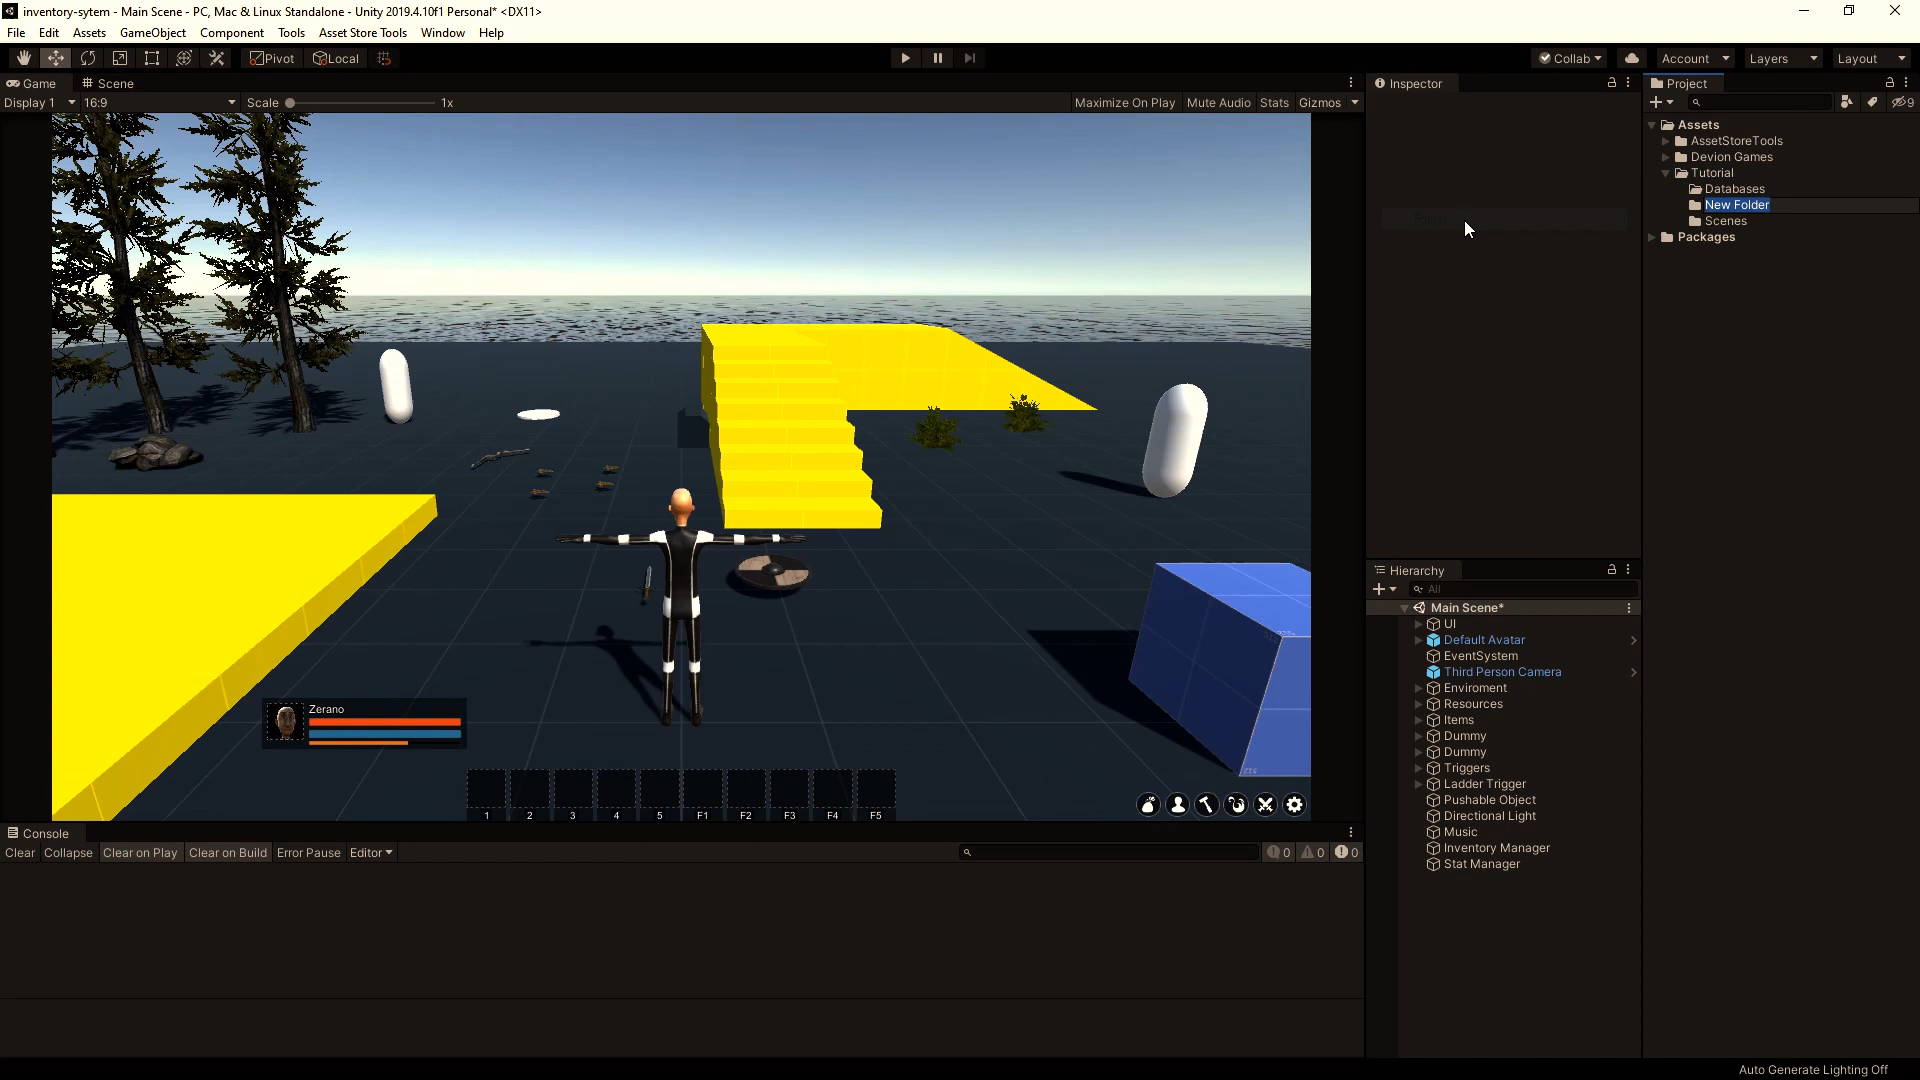 inventory-sytem - Main Scene - PC, Mac & Linux Standalone - Unity 2019.4.10f1 Personal* <DX11>
File Edit Assets GameObject Component Tools Asset Store Tools Window Help
Pivot Local Collab Account Layers Layout
Game Scene
Display 1 16:9 Scale 1x Maximize On Play Mute Audio Stats Gizmos
Zerano
1 2 3 4 5 F1 F2 F3 F4 F5
Console
Clear Collapse Clear on Play Clear on Build Error Pause Editor 0 0 0
Inspector
Hierarchy
All
Main Scene*
UI
Default Avatar
EventSystem
Third Person Camera
Enviroment
Resources
Items
Dummy
Dummy
Triggers
Ladder Trigger
Pushable Object
Directional Light
Music
Inventory Manager
Stat Manager
Project
9
Assets
AssetStoreTools
Devion Games
Tutorial
Databases
New Folder
Scenes
Packages
Auto Generate Lighting Off